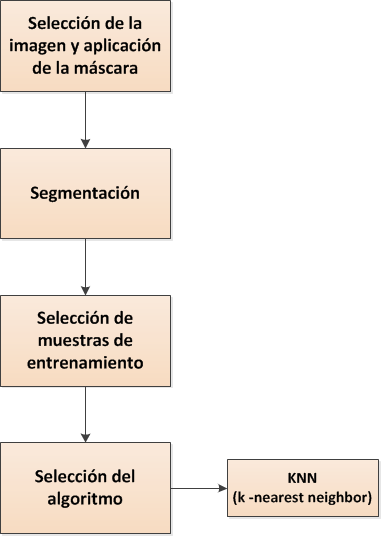 Selección de la
imagen y aplicación
de la máscara
Segmentación
Selección de
muestras de
entrenamiento
Selección del
algoritmo
KNN
(k -nearest neighbor)